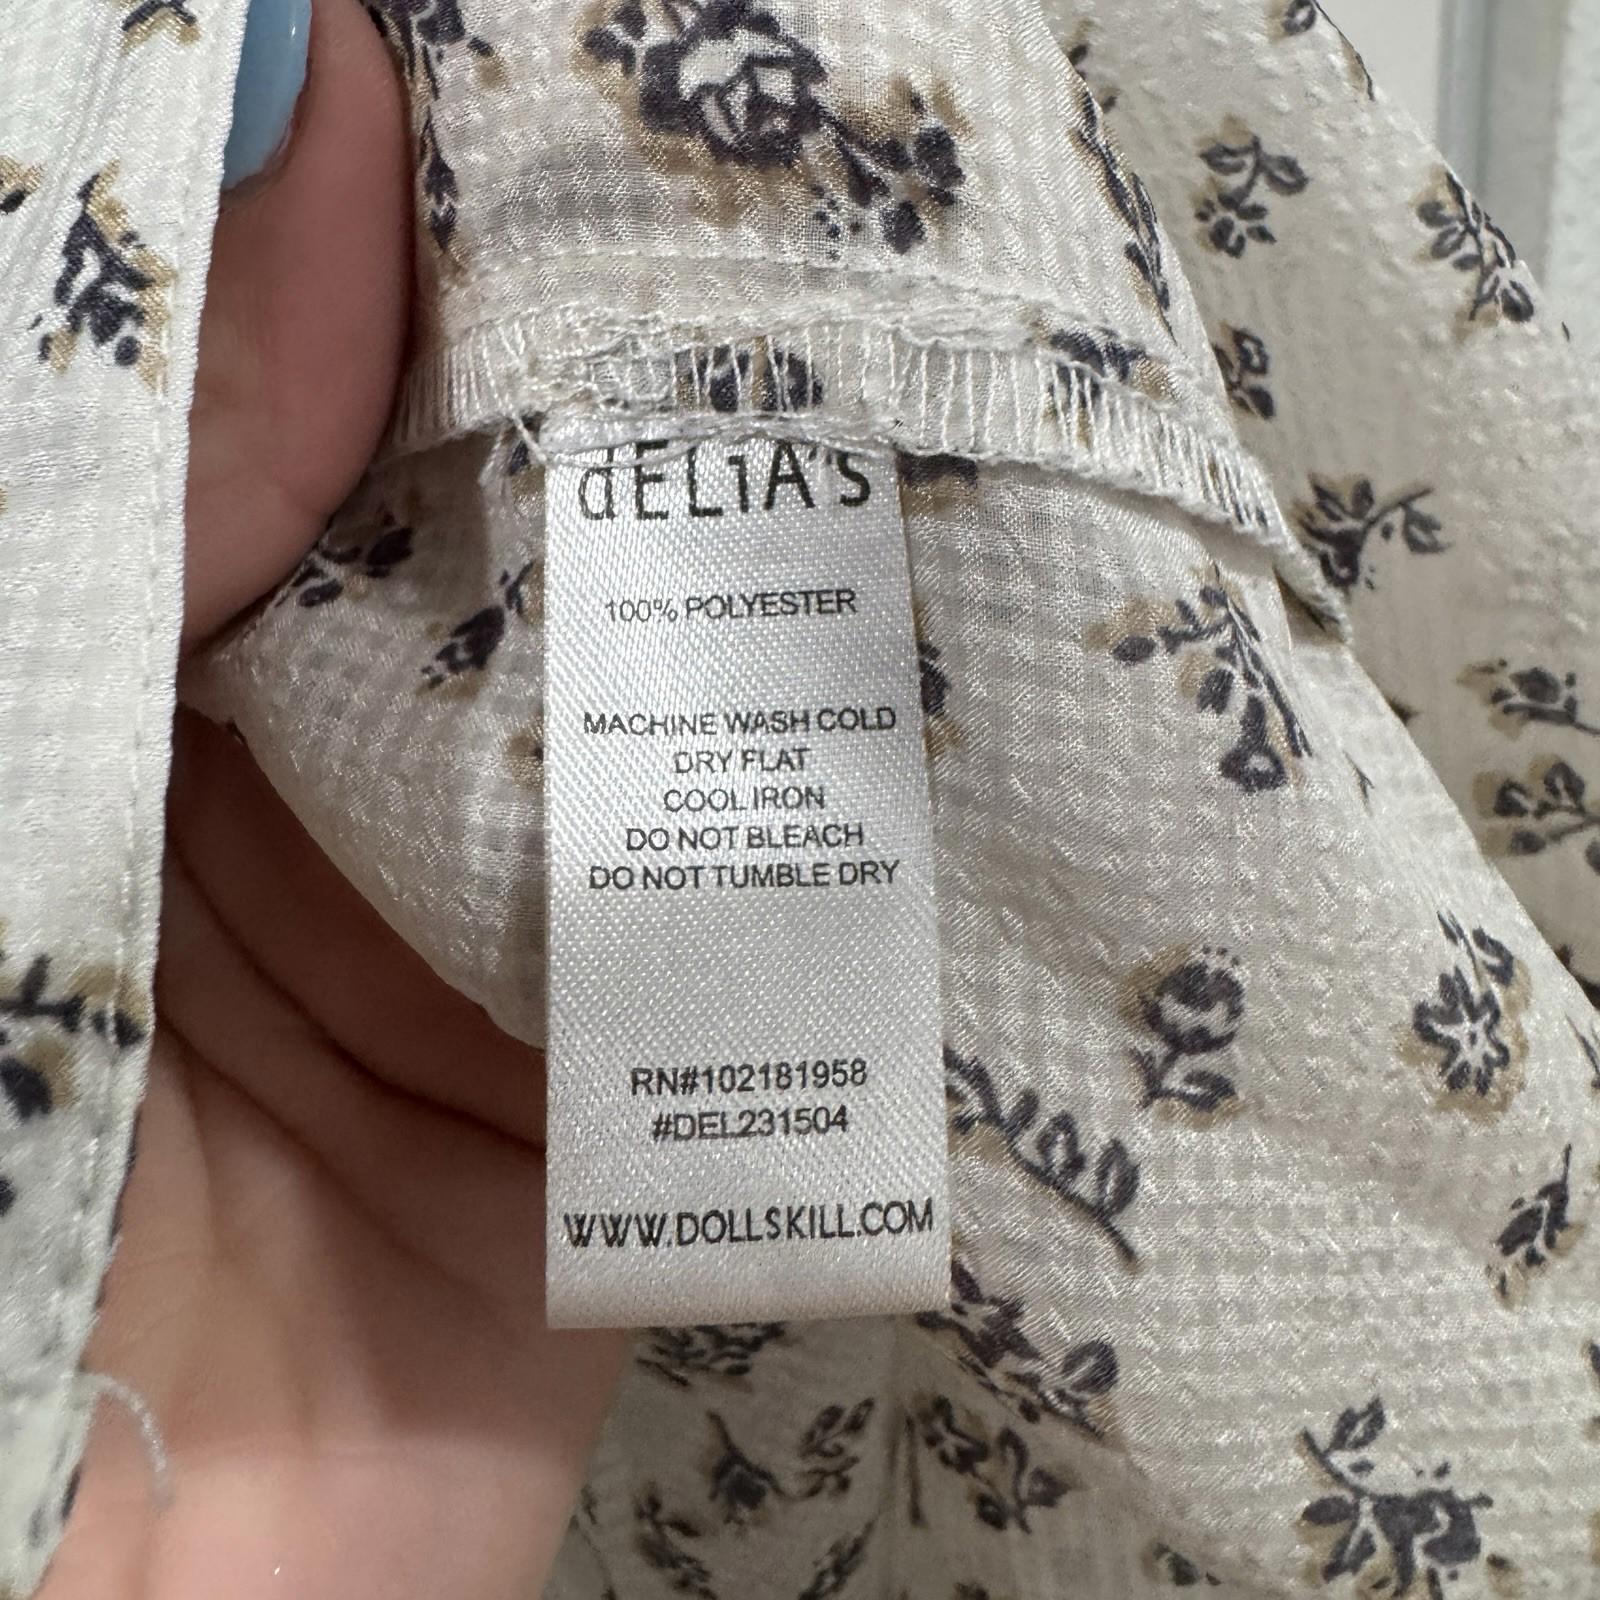 dELiA's
100% POLYESTER
MACHINE WASH COLD
DRY FLAT
COOL IRON
DO NOT BLEACH
DO NOT TUMBLE DRY
RN#102181958
#DEL231504
WWW.DOLLSKILL.COM